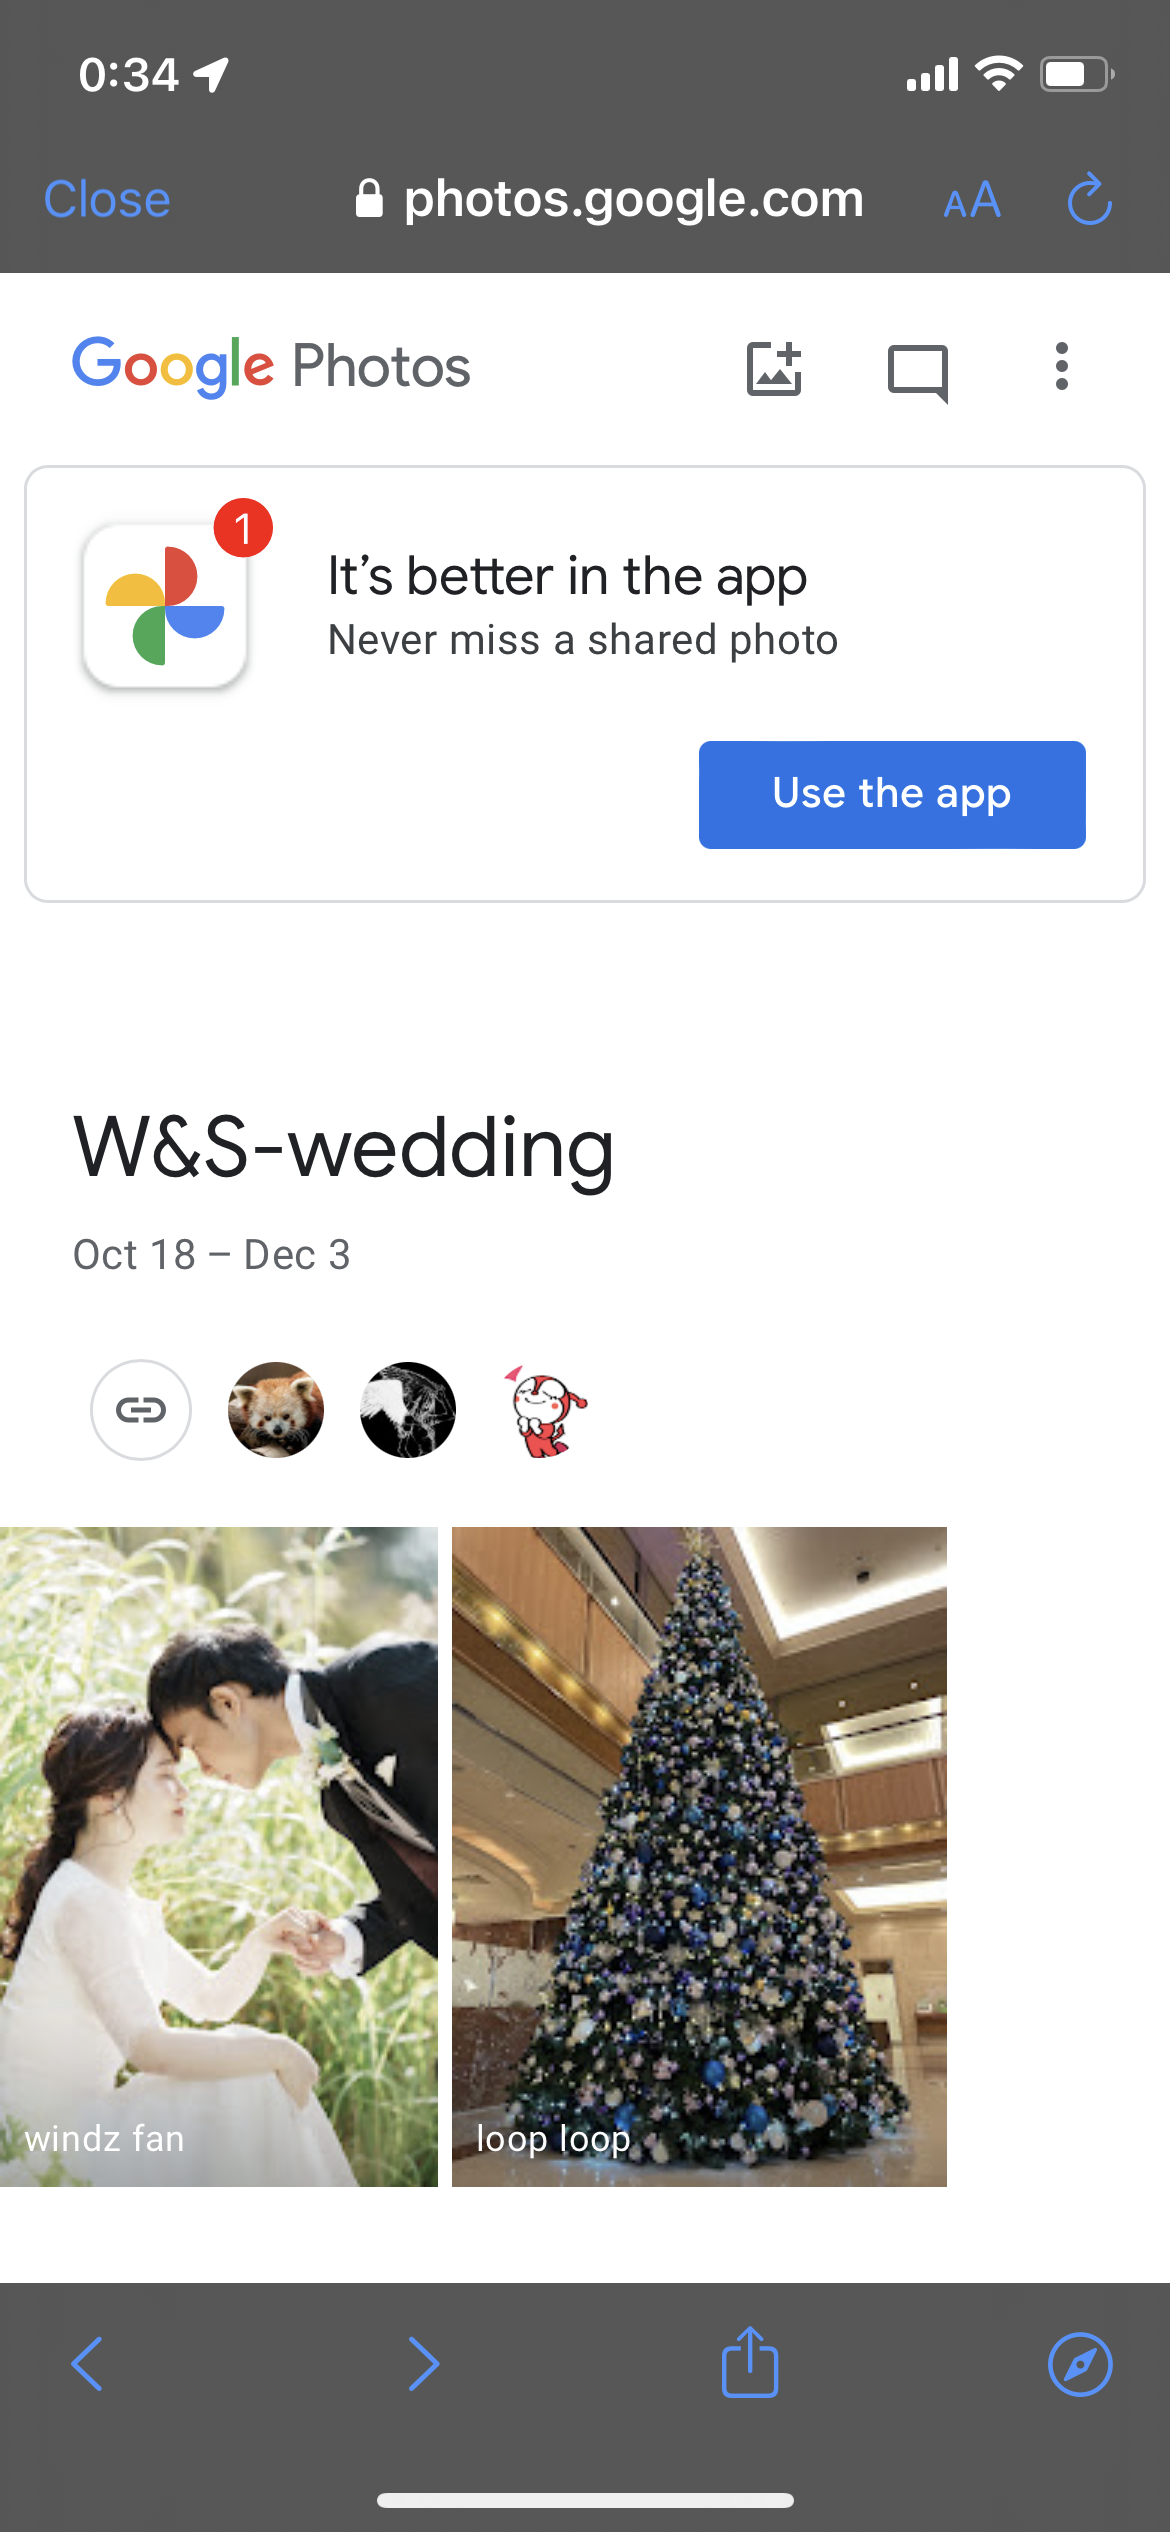 0:34
Close
photos.google.com
AA
Google Photos
1
It’s better in the app
Never miss a shared photo
Use the app
W&S-wedding
Oct 18 – Dec 3
windz fan
loop loop